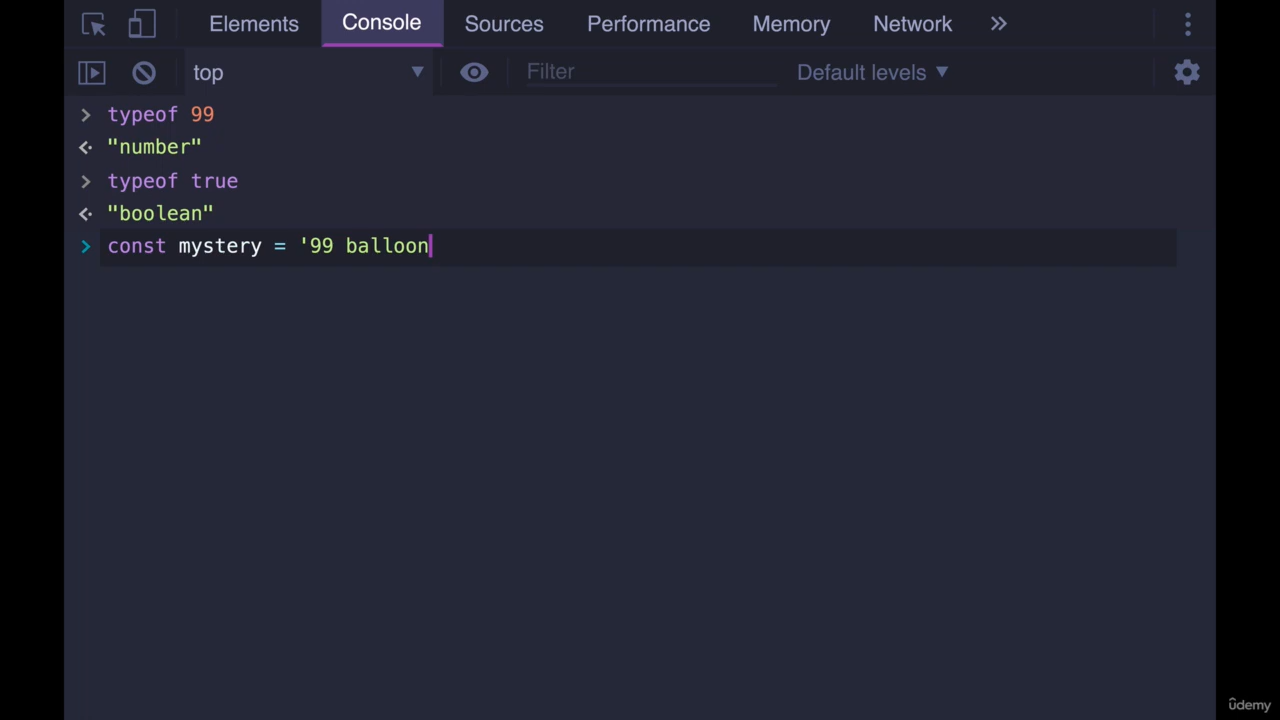 Elements Console Sources Performance Memory Network »
top ▼ Filter Default levels ▼
> typeof 99
<· "number"
> typeof true
<· "boolean"
> const mystery = '99 balloon
ûdemy